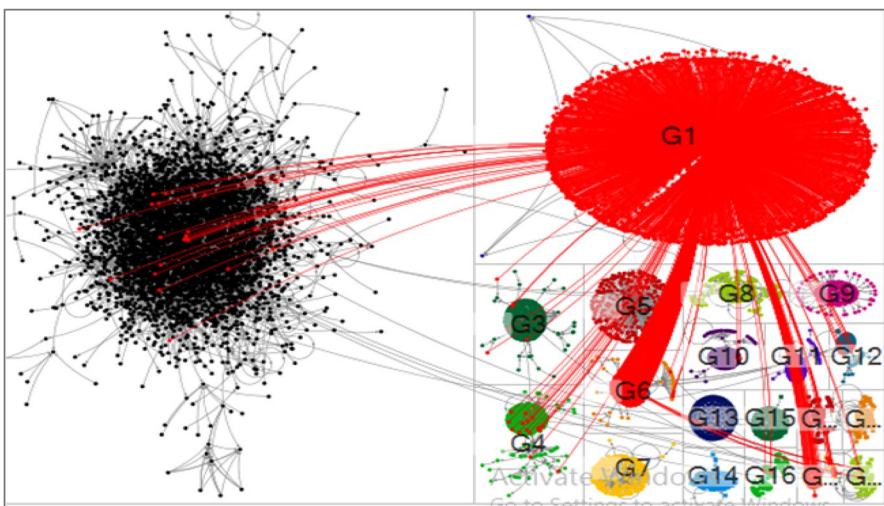 G1
G3
G5
G8
G9
G10
G11
G12
G6
G4
G13
G15
G...
G...
G7
G14
G16
G...
G...
Activate Windows
Go to Settings to activate Windows.